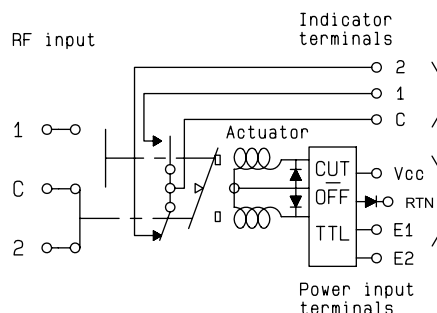 RF input
Indicator
terminals
2
1
C
Actuator
1
C
2
CUT
OFF
TTL
Vcc
RTN
E1
E2
Power input
terminals